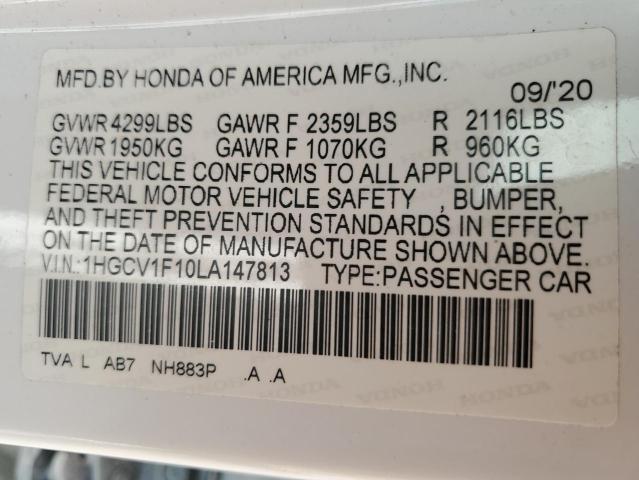 MFD.BY HONDA OF AMERICA MFG.,INC.
09/'20
GVWR 4299LBS GAWR F 2359LBS R 2116LBS
GVWR 1950KG GAWR F 1070KG R 960KG
THIS VEHICLE CONFORMS TO ALL APPLICABLE
FEDERAL MOTOR VEHICLE SAFETY , BUMPER,
AND THEFT PREVENTION STANDARDS IN EFFECT
ON THE DATE OF MANUFACTURE SHOWN ABOVE.
V.I.N.:1HGCV1F10LA147813 TYPE:PASSENGER CAR
TVA L AB7 NH883P .A .A